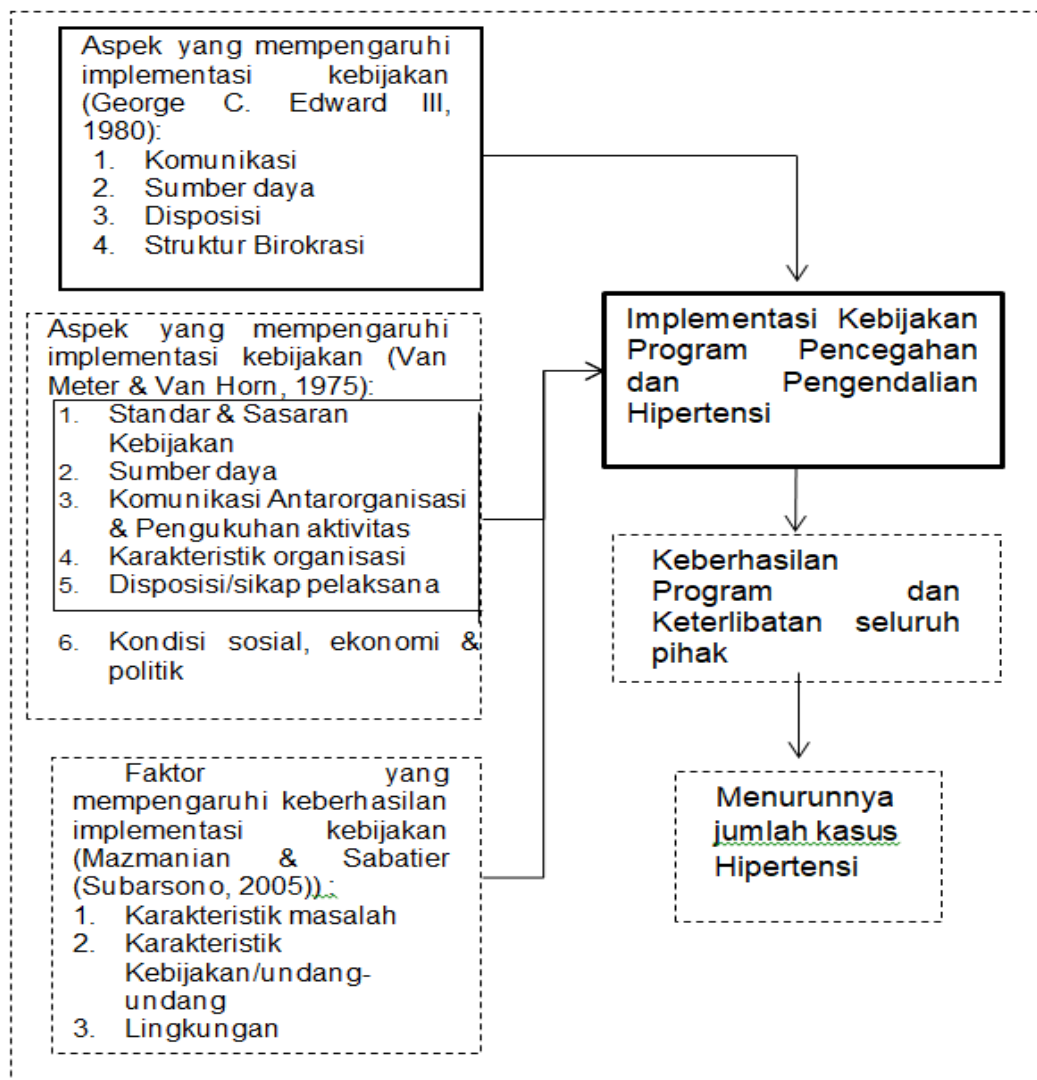 Aspek yang mempengaruhi
implementasi kebijakan
(George C. Edward III,
1980):
1. Komunikasi
2. Sumber daya
3. Disposisi
4. Struktur Birokrasi
Aspek yang mempengaruhi
implementasi kebijakan (Van
Meter & Van Horn, 1975):
1. Standar & Sasaran
Kebijakan
2. Sumber daya
3. Komunikasi Antarorganisasi
& Pengukuhan aktivitas
4. Karakteristik organisasi
5. Disposisi/sikap pelaksana
6. Kondisi sosial, ekonomi &
politik
Faktor yang
mempengaruhi keberhasilan
implementasi kebijakan
(Mazmanian & Sabatier
(Subarsono, 2005)) :
1. Karakteristik masalah
2. Karakteristik
Kebijakan/undang-
undang
3. Lingkungan
Implementasi Kebijakan
Program Pencegahan
dan Pengendalian
Hipertensi
Keberhasilan
Program dan
Keterlibatan seluruh
pihak
Menurunnya
jumlah kasus
Hipertensi